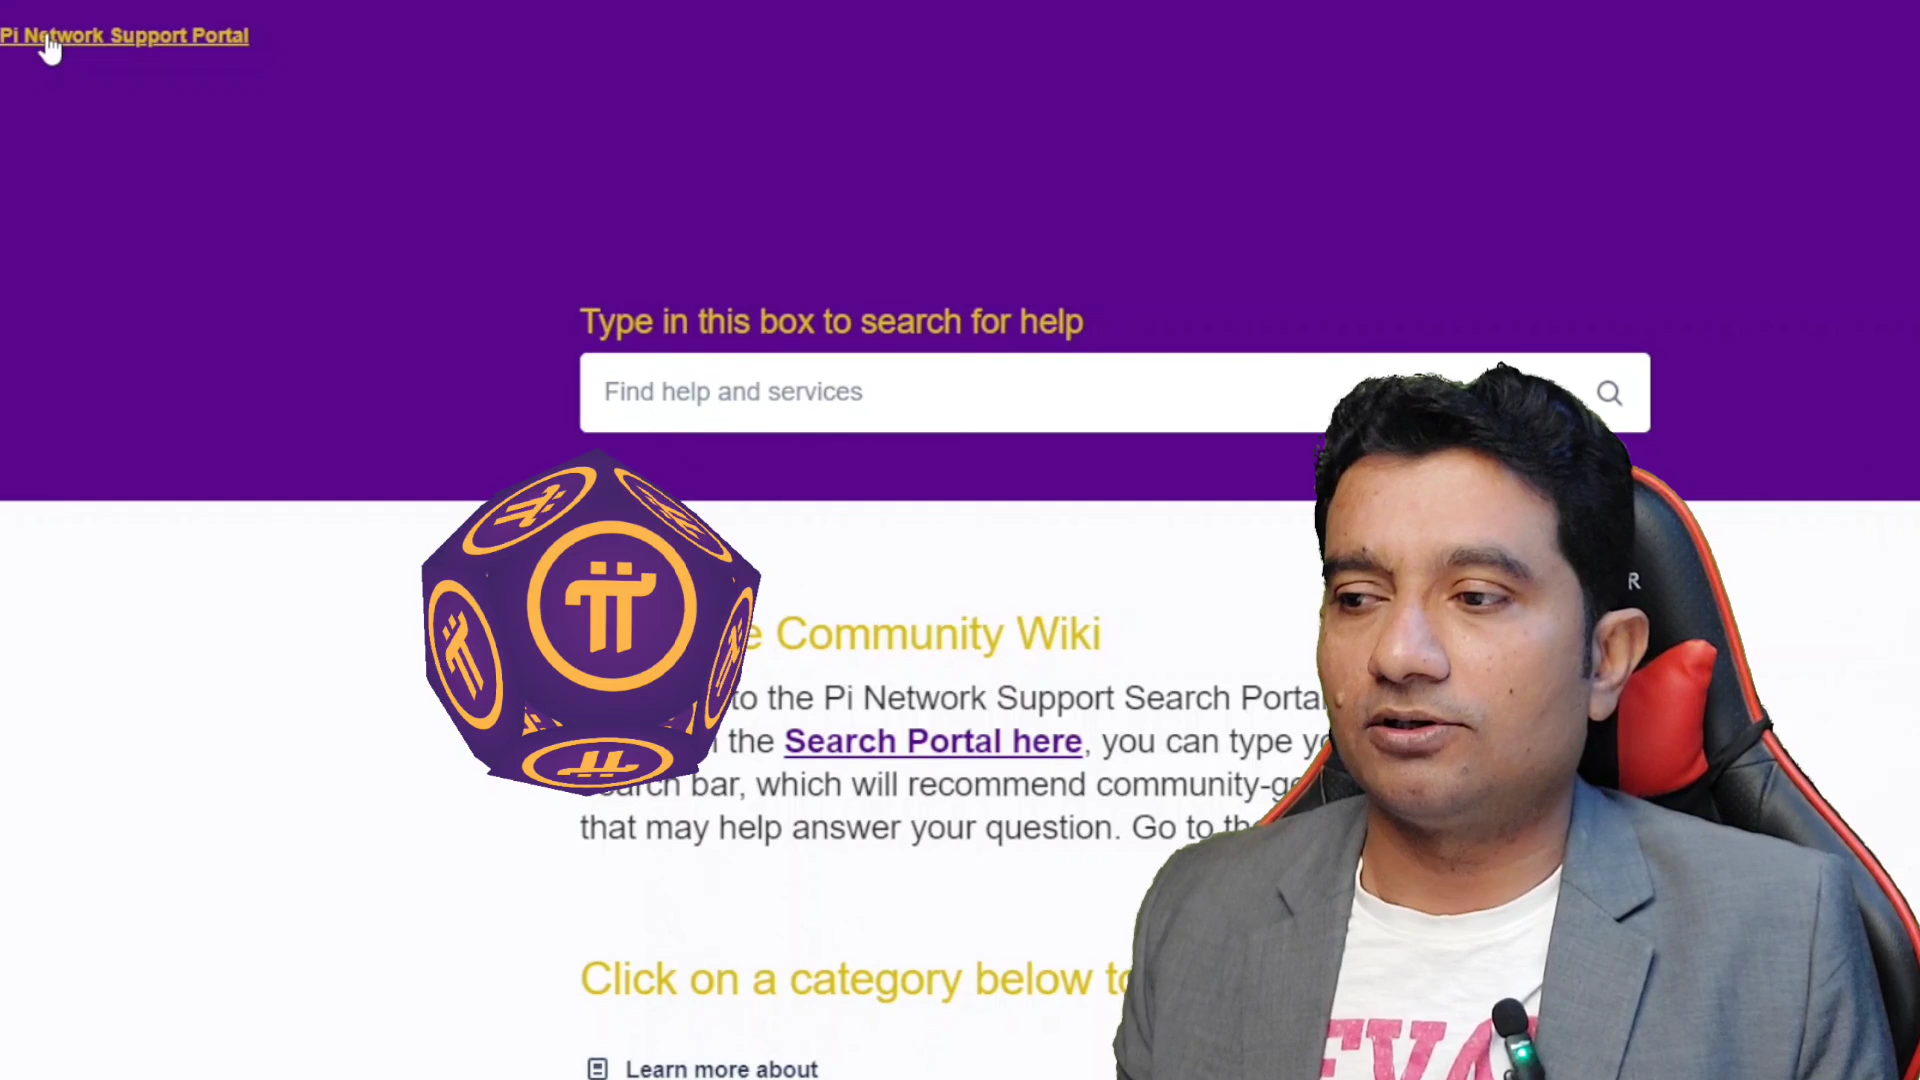 Pi Network Support Portal
Type in this box to search for help
Find help and services
R
Community Wiki
to the Pi Network Support Search Portal
the Search Portal here, you can type
bar, which will recommend
that may help answer your question. Go to
Click on a category below
Learn more about